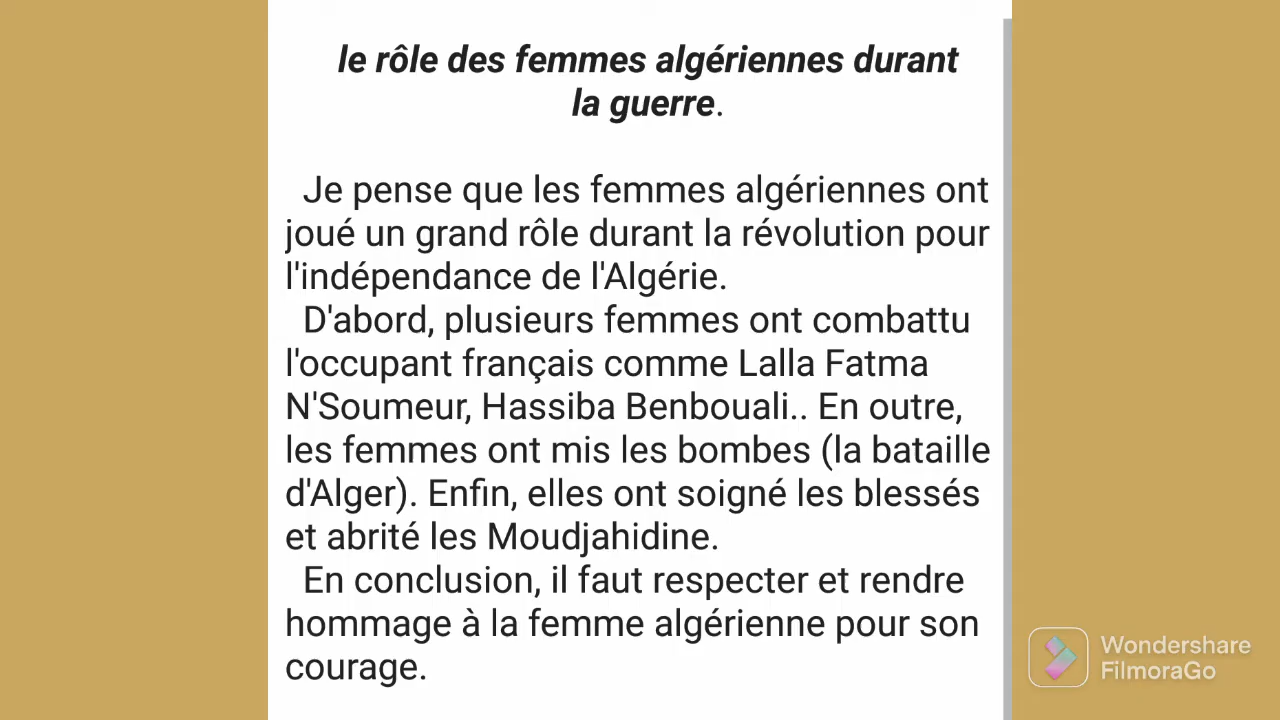 le rôle des femmes algériennes durant
la guerre.
Je pense que les femmes algériennes ont
joué un grand rôle durant la révolution pour
l'indépendance de l'Algérie.
D'abord, plusieurs femmes ont combattu
l'occupant français comme Lalla Fatma
N'Soumeur, Hassiba Benbouali.. En outre,
les femmes ont mis les bombes (la bataille
d'Alger). Enfin, elles ont soigné les blessés
et abrité les Moudjahidine.
En conclusion, il faut respecter et rendre
hommage à la femme algérienne pour son
courage.
Wondershare
FilmoraGo